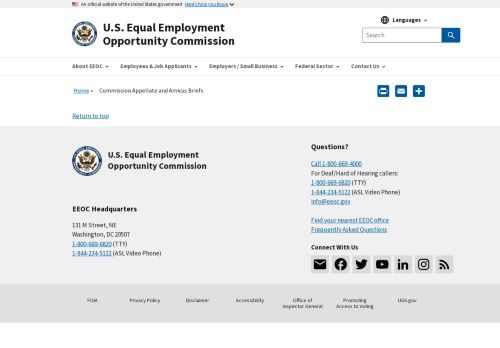 An official website of the United States government Here's how you know
U.S. Equal Employment
Opportunity Commission
Languages
Search
About EEOC
Employees & Job Applicants
Employers / Small Business
Federal Sector
Contact Us
Home » Commission Appellate and Amicus Briefs
Return to top
U.S. Equal Employment
Opportunity Commission
EEOC Headquarters
131 M Street, NE
Washington, DC 20507
1-800-669-6820 (TTY)
1-844-234-5122 (ASL Video Phone)
Questions?
Call 1-800-669-4000
For Deaf/Hard of Hearing callers:
1-800-669-6820 (TTY)
1-844-234-5122 (ASL Video Phone)
info@eeoc.gov
Find your nearest EEOC office
Frequently Asked Questions
Connect With Us
FOIA
Privacy Policy
Disclaimer
Accessibility
Office of
Inspector General
Promoting
Access to Voting
USA.gov